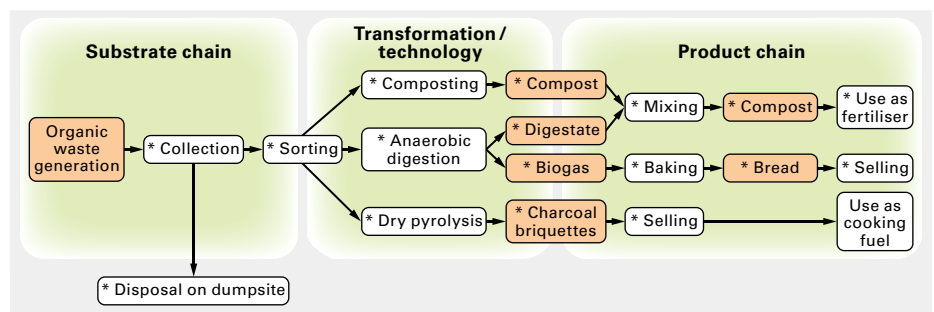 Substrate chain
Transformation /
technology
Product chain
* Composting
* Compost
* Mixing
* Compost
* Use as
fertiliser
Organic
waste
generation
* Collection
* Sorting
* Anaerobic
digestion
* Digestate
* Biogas
* Baking
* Bread
* Selling
* Dry pyrolysis
* Charcoal
briquettes
* Selling
Use as
cooking
fuel
* Disposal on dumpsite